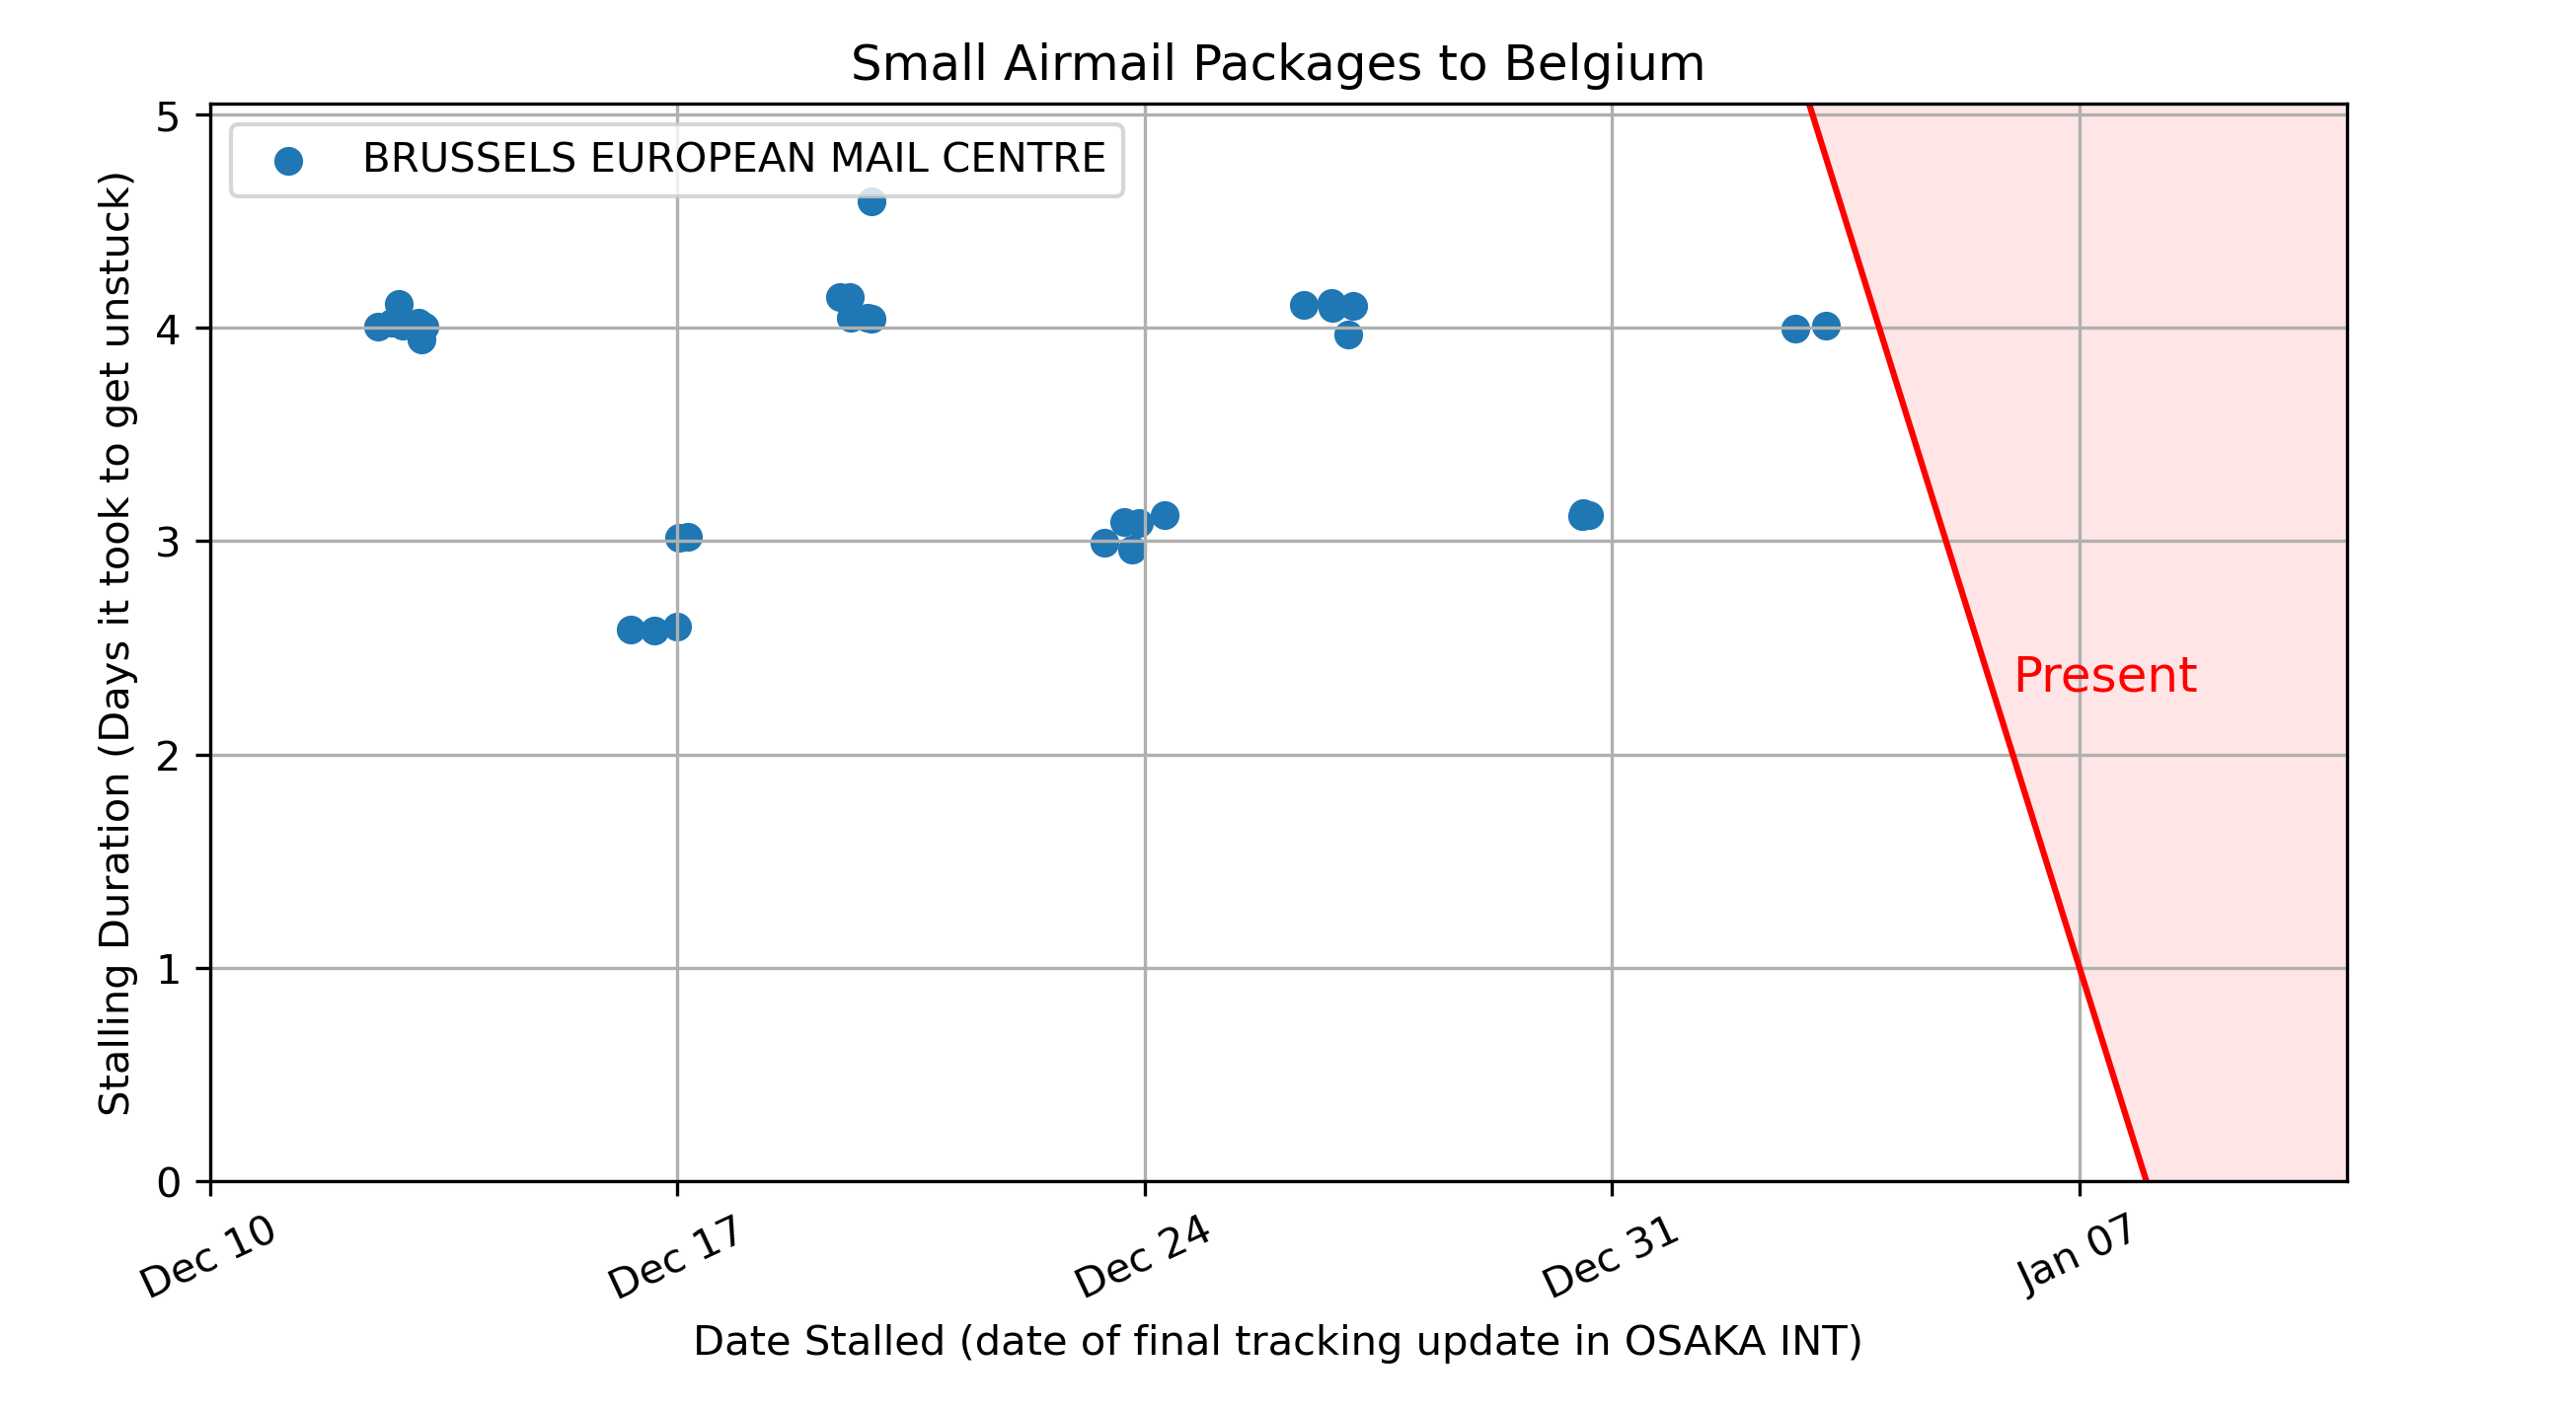 Small Airmail Packages to Belgium
BRUSSELS EUROPEAN MAIL CENTRE
Stalling Duration (Days it took to get unstuck)
5
4
3
2
1
0
Present
Dec 10
Dec 17
Dec 24
Dec 31
Jan 07
Date Stalled (date of final tracking update in OSAKA INT)